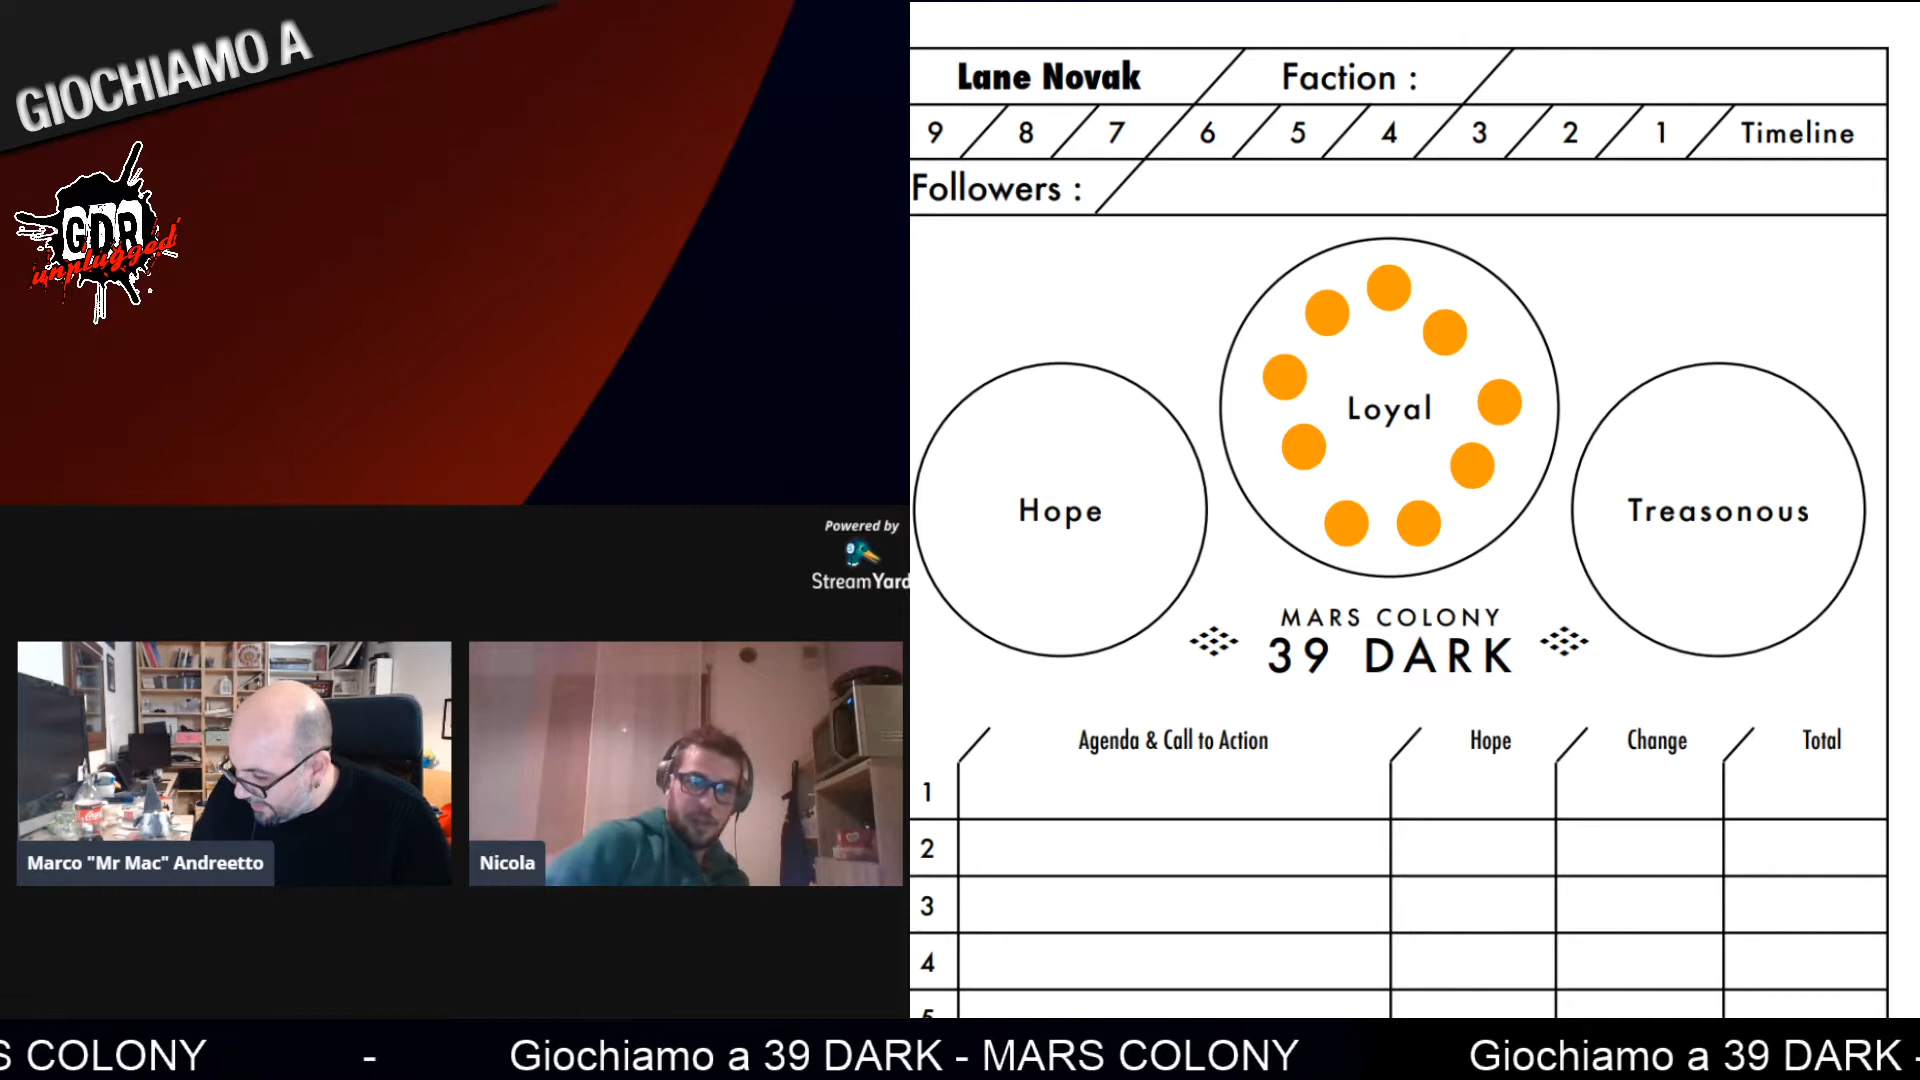 GIOCHIAMO A
GDR
unplugged
Powered by
StreamYard
Marco "Mr Mac" Andreetto
Nicola
Lane Novak
Faction :
9 8 7 6 5 4 3 2 1 Timeline
Followers :
Loyal
Hope
Treasonous
MARS COLONY
39 DARK
Agenda & Call to Action Hope Change Total
1
2
3
4
5
S COLONY - Giochiamo a 39 DARK - MARS COLONY Giochiamo a 39 DARK -